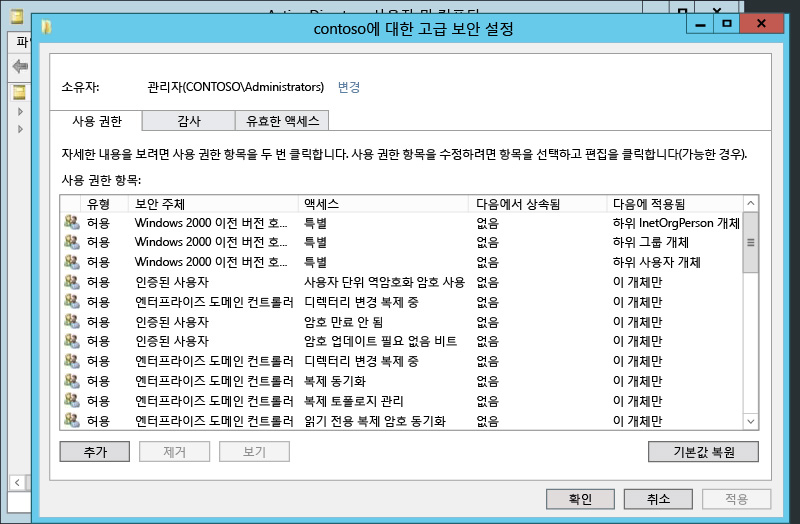 contoso에 대한 고급 보안 설정
소유자: 관리자(CONTOSO\Administrators) 변경
사용 권한 감사 유효한 액세스
자세한 내용을 보려면 사용 권한 항목을 두 번 클릭합니다. 사용 권한 항목을 수정하려면 항목을 선택하고 편집을 클릭합니다(가능한 경우).
사용 권한 항목:
유형 보안 주체 액세스 다음에서 상속됨 다음에 적용됨
허용 Windows 2000 이전 버전 호... 특별 없음 하위 InetOrgPerson 개체
허용 Windows 2000 이전 버전 호... 특별 없음 하위 그룹 개체
허용 Windows 2000 이전 버전 호... 특별 없음 하위 사용자 개체
허용 인증된 사용자 사용자 단위 역암호화 암호 사용 없음 이 개체만
허용 엔터프라이즈 도메인 컨트롤러 디렉터리 변경 복제 중 없음 이 개체만
허용 인증된 사용자 암호 만료 안 됨 없음 이 개체만
허용 인증된 사용자 암호 업데이트 필요 없음 비트 없음 이 개체만
허용 엔터프라이즈 도메인 컨트롤러 디렉터리 변경 복제 중 없음 이 개체만
허용 엔터프라이즈 도메인 컨트롤러 복제 동기화 없음 이 개체만
허용 엔터프라이즈 도메인 컨트롤러 복제 토폴로지 관리 없음 이 개체만
허용 엔터프라이즈 도메인 컨트롤러 읽기 전용 복제 암호 동기화 없음 이 개체만
추가 제거 보기 기본값 복원
확인 취소 적용